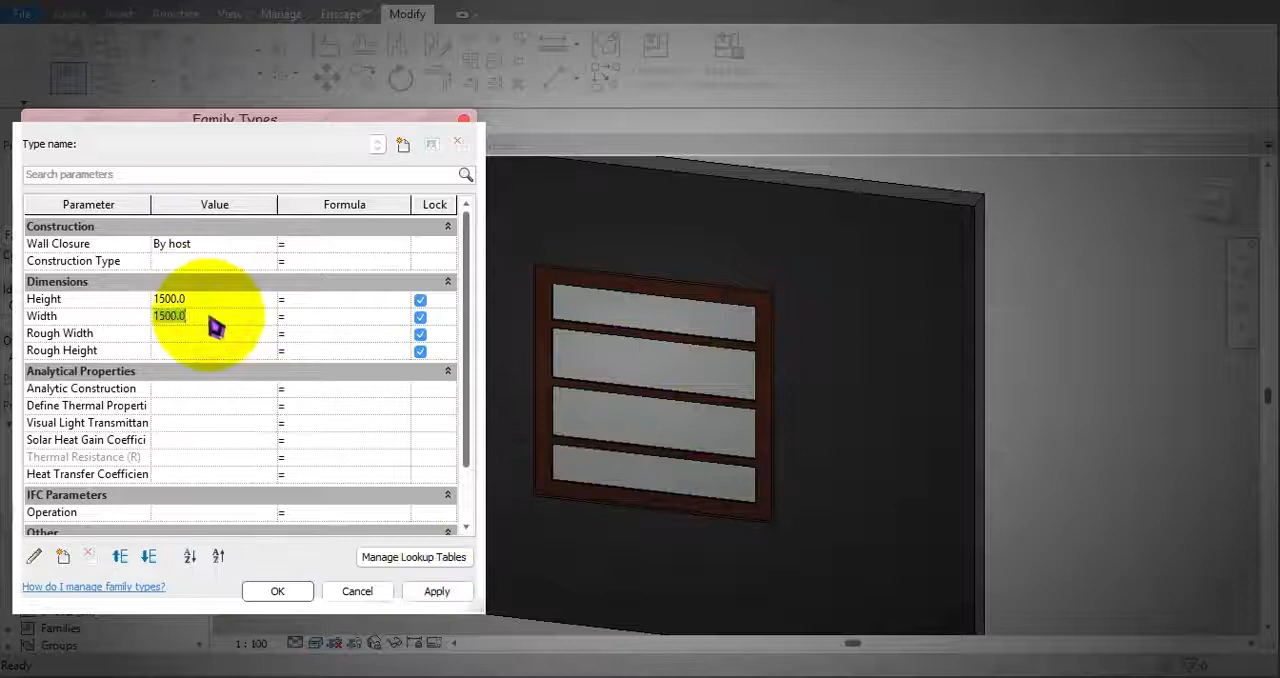 File Insert Annotate View Manage Enscape Modify
Family Types
Type name:
Search parameters
Parameter Value Formula Lock
Construction
Wall Closure By host =
Construction Type =
Dimensions
Height 1500.0 =
Width 1500.0 =
Rough Width =
Rough Height =
Analytical Properties
Analytic Construction =
Define Thermal Properti =
Visual Light Transmittan =
Solar Heat Gain Coeffici =
Thermal Resistance (R) =
Heat Transfer Coefficien =
IFC Parameters
Operation =
Other
Manage Lookup Tables
How do I manage family types?
OK Cancel Apply
Families
Groups
1 : 100
Ready
:0